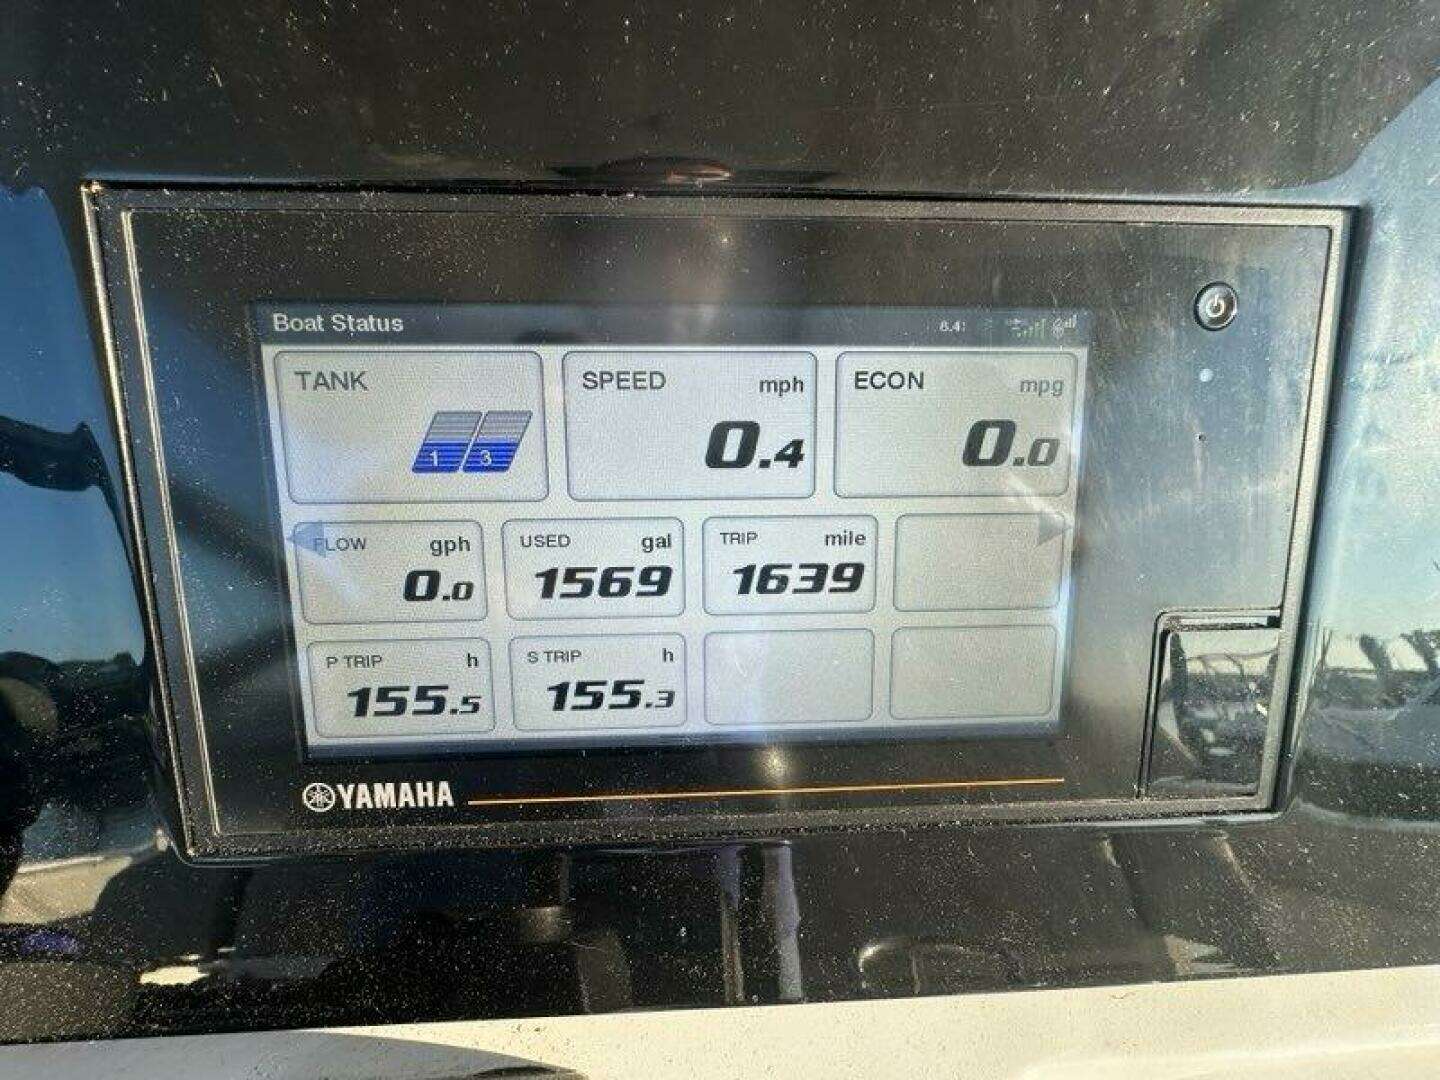 Boat Status
TANK
1 3
SPEED mph
0.4
ECON mpg
0.0
FLOW gph
0.0
USED gal
1569
TRIP mile
1639
P TRIP h
155.5
S TRIP h
155.3
YAMAHA